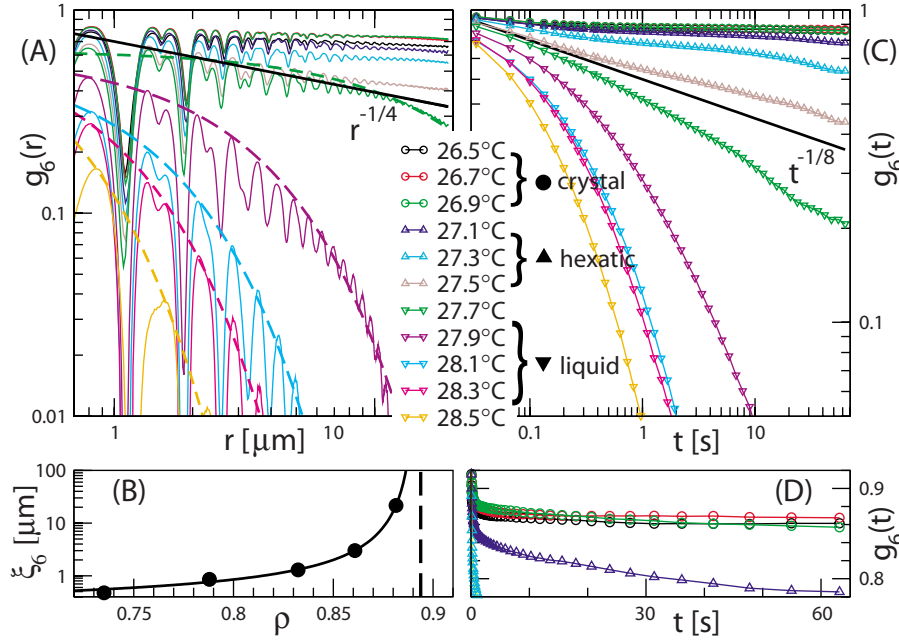 (A)
1
g6(r)
0.1
0.01
r-1/4
1
10
r [μm]
(C)
1
g6(t)
0.1
t-1/8
0.1
1
10
t [s]
26.5°C
26.7°C
26.9°C
crystal
27.1°C
27.3°C
27.5°C
hexatic
27.7°C
27.9°C
28.1°C
28.3°C
28.5°C
liquid
(B)
100
10
1
ξ6 [μm]
0.75
0.8
0.85
0.9
ρ
(D)
0.9
0.8
g6(t)
0
30
60
t [s]